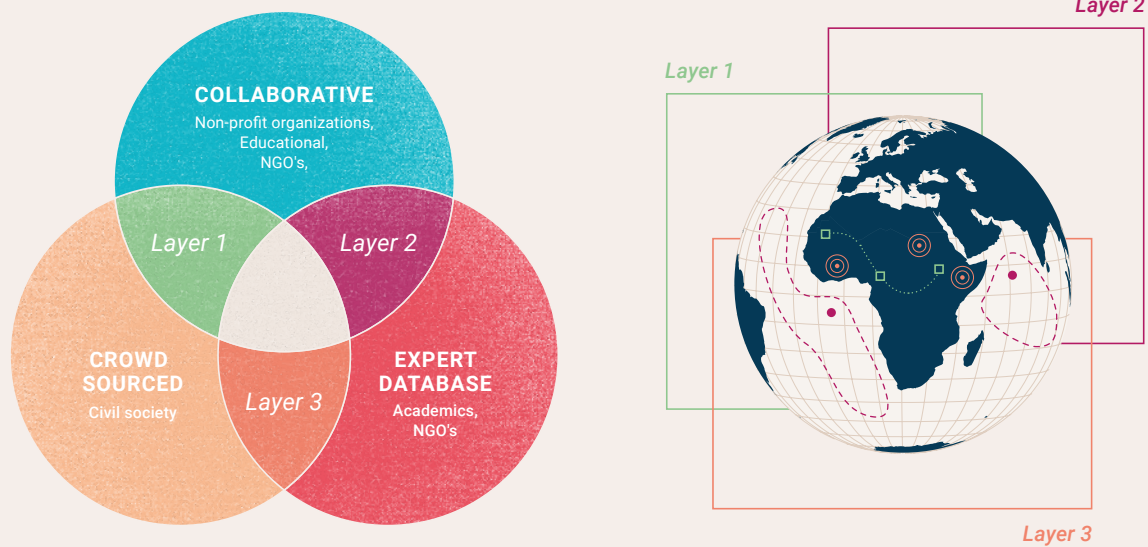 COLLABORATIVE
Non-profit organizations,
Educational,
NGO's,
Layer 1
Layer 2
CROWD
SOURCED
Civil society
EXPERT
DATABASE
Academics,
NGO's
Layer 3
Layer 2
Layer 1
Layer 3